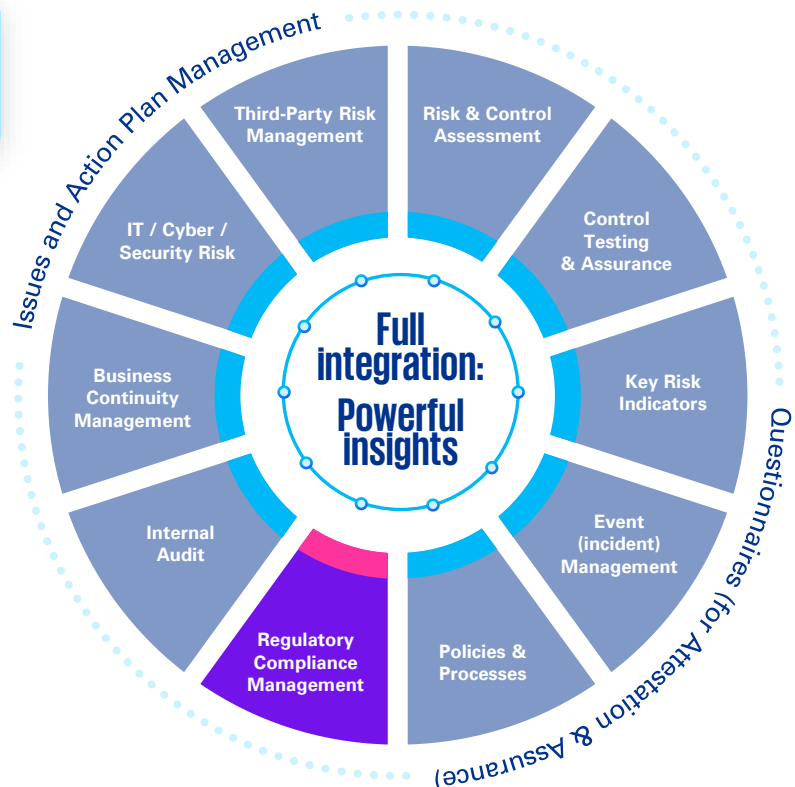 Issues and Action Plan Management
Third-Party Risk
Management
Risk & Control
Assessment
IT / Cyber /
Security Risk
Control
Testing
& Assurance
Business
Continuity
Management
Full
integration:
Powerful
insights
Key Risk
Indicators
Internal
Audit
Event
(incident)
Management
Regulatory
Compliance
Management
Policies &
Processes
Questionnaires (for Attestation & Assurance)